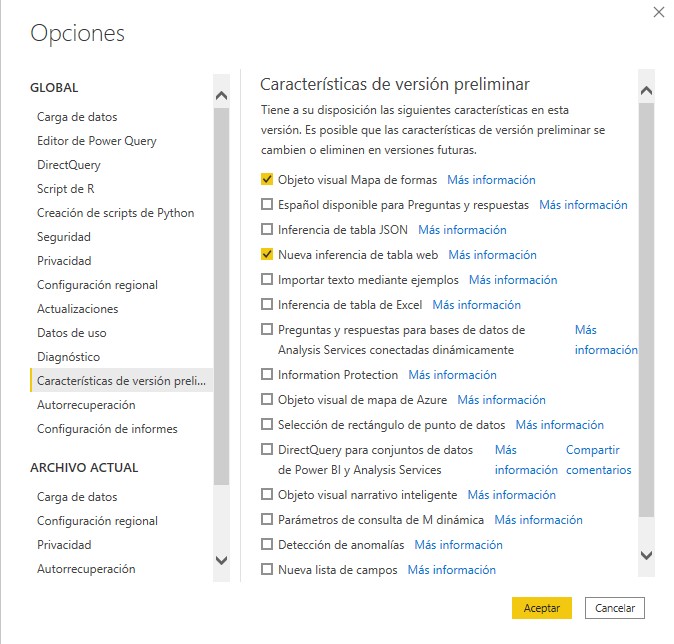 Opciones
GLOBAL
Carga de datos
Editor de Power Query
DirectQuery
Script de R
Creación de scripts de Python
Seguridad
Privacidad
Configuración regional
Actualizaciones
Datos de uso
Diagnóstico
Características de versión preli...
Autorrecuperación
Configuración de informes
ARCHIVO ACTUAL
Carga de datos
Configuración regional
Privacidad
Autorrecuperación
Características de versión preliminar
Tiene a su disposición las siguientes características en esta
versión. Es posible que las características de versión preliminar se
cambien o eliminen en versiones futuras.
Objeto visual Mapa de formas Más información
Español disponible para Preguntas y respuestas Más información
Inferencia de tabla JSON Más información
Nueva inferencia de tabla web Más información
Importar texto mediante ejemplos Más información
Inferencia de tabla de Excel Más información
Preguntas y respuestas para bases de datos de Más
Analysis Services conectadas dinámicamente información
Information Protection Más información
Objeto visual de mapa de Azure Más información
Selección de rectángulo de punto de datos Más información
DirectQuery para conjuntos de datos Más Compartir
de Power BI y Analysis Services información comentarios
Objeto visual narrativo inteligente Más información
Parámetros de consulta de M dinámica Más información
Detección de anomalías Más información
Nueva lista de campos Más información
Aceptar Cancelar